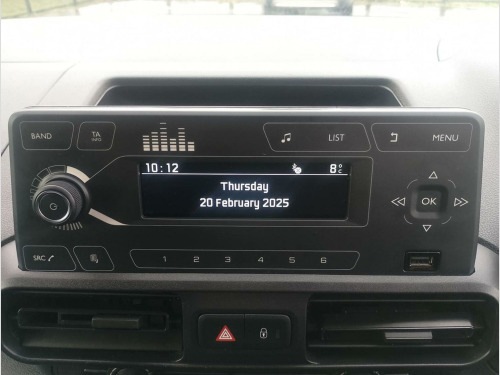 BAND
TA
INFO
LIST
MENU
10:12
8°C
Thursday
20 February 2025
OK
SRC
1 2 3 4 5 6